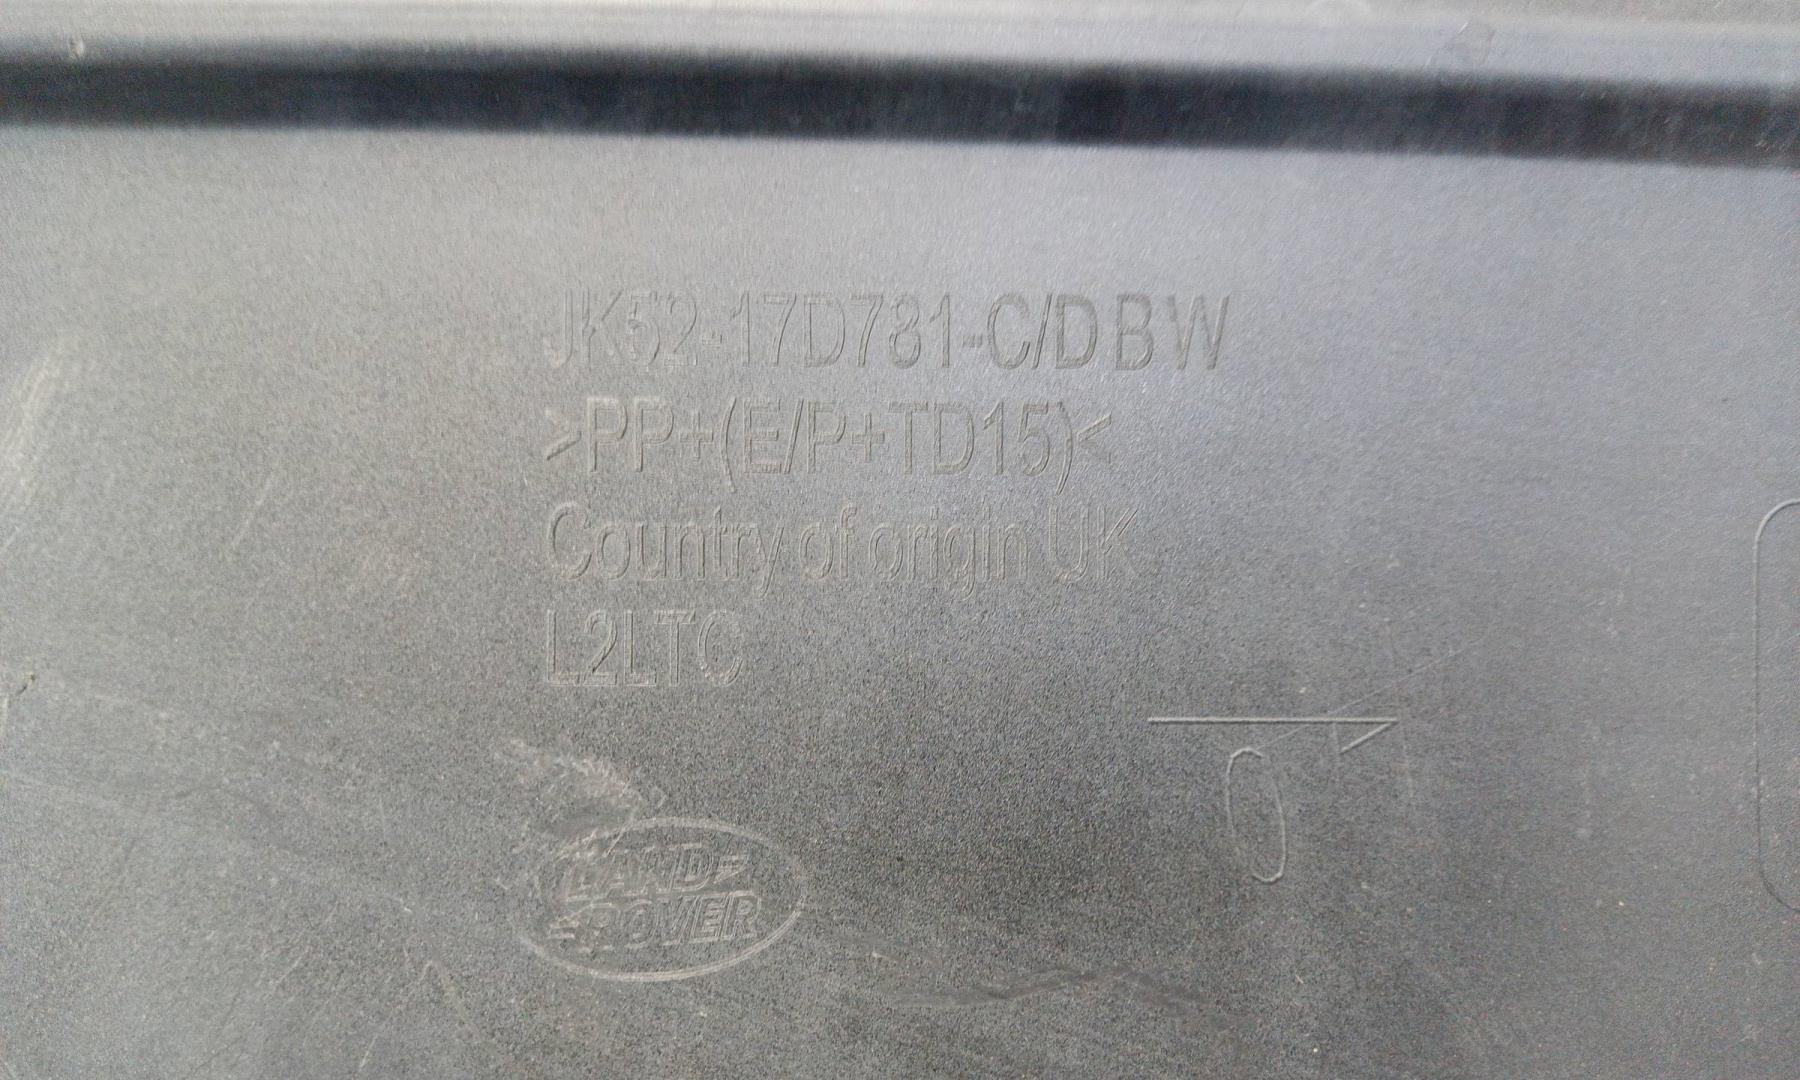 JK52-17D781-C/DBW
>PP+(E/P+TD15)<
Country of origin UK
L2LTC
LAND
ROVER